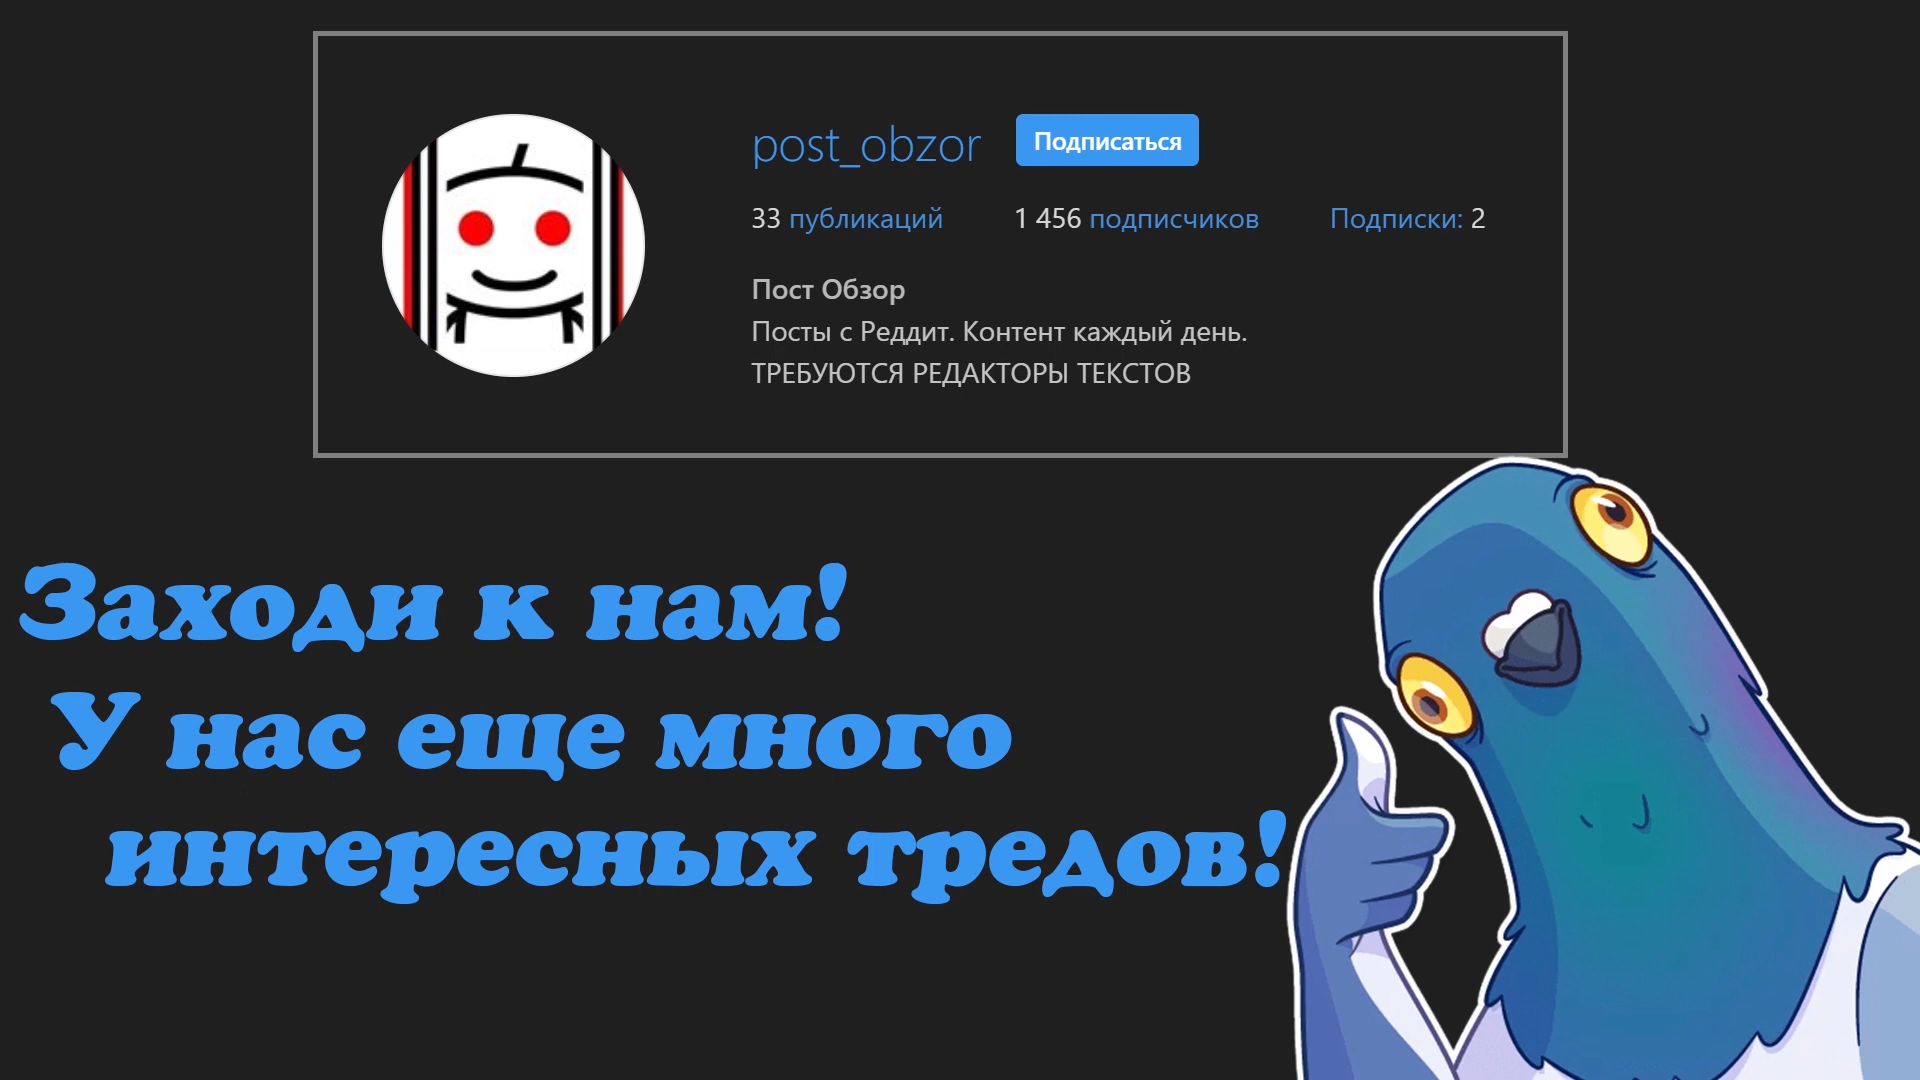 post_obzor Подписаться
33 публикаций 1 456 подписчиков Подписки: 2
Пост Обзор
Посты с Реддит. Контент каждый день.
ТРЕБУЮТСЯ РЕДАКТОРЫ ТЕКСТОВ
Заходи к нам!
У нас еще много
интересных тредов!